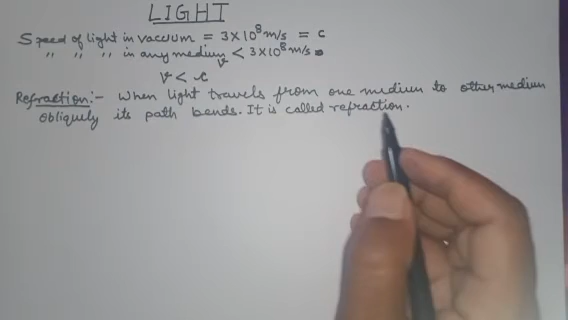 LIGHT
Speed of light in vacuum = 3×10⁸ m/s = c
" " " in any medium < 3×10⁸ m/s
v
v < c
Refraction:- When light travels from one medium to other medium
obliquely its path bends. It is called refraction.